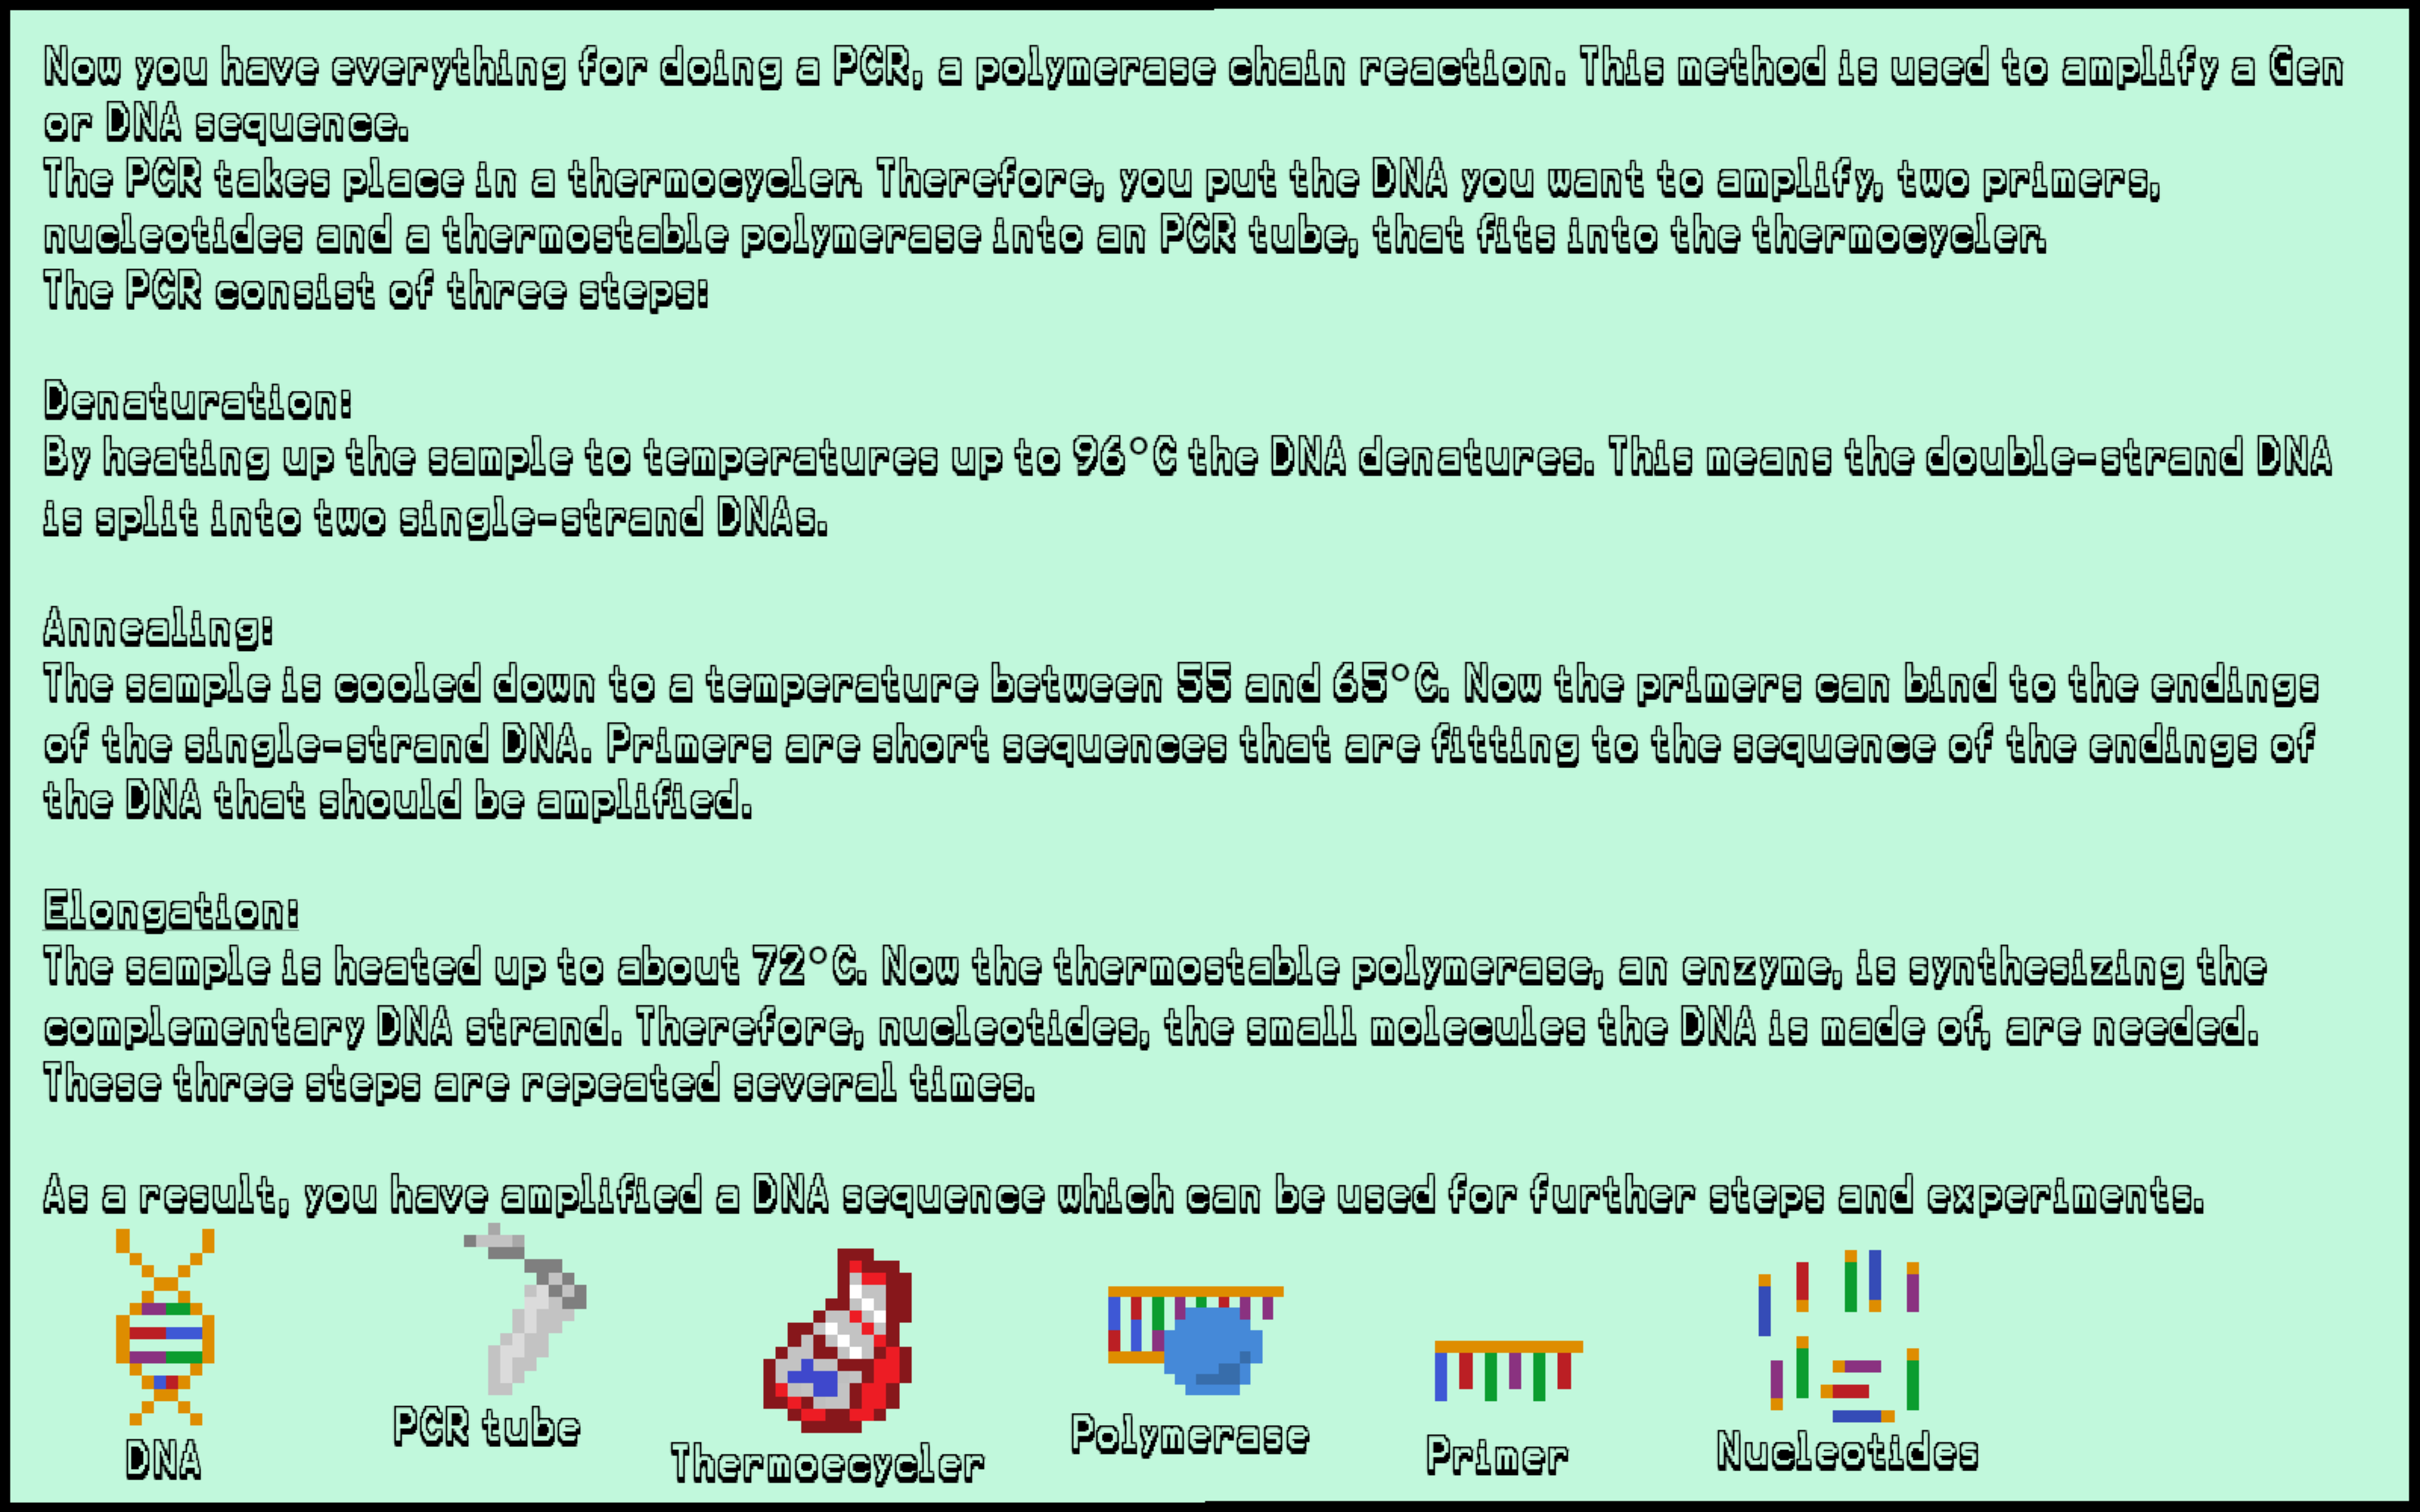 Now you have everything for doing a PCR, a polymerase chain reaction. This method is used to amplify a Gen
or DNA sequence.
The PCR takes place in a thermocycler. Therefore, you put the DNA you want to amplify, two primers,
nucleotides and a thermostable polymerase into an PCR tube, that fits into the thermocycler.
The PCR consist of three steps:
Denaturation:
By heating up the sample to temperatures up to 96°C the DNA denatures. This means the double-strand DNA
is split into two single-strand DNAs.
Annealing:
The sample is cooled down to a temperature between 55 and 65°C. Now the primers can bind to the endings
of the single-strand DNA. Primers are short sequences that are fitting to the sequence of the endings of
the DNA that should be amplified.
Elongation:
The sample is heated up to about 72°C. Now the thermostable polymerase, an enzyme, is synthesizing the
complementary DNA strand. Therefore, nucleotides, the small molecules the DNA is made of, are needed.
These three steps are repeated several times.
As a result, you have amplified a DNA sequence which can be used for further steps and experiments.
DNA
PCR tube
Thermoecycler
Polymerase
Primer
Nucleotides